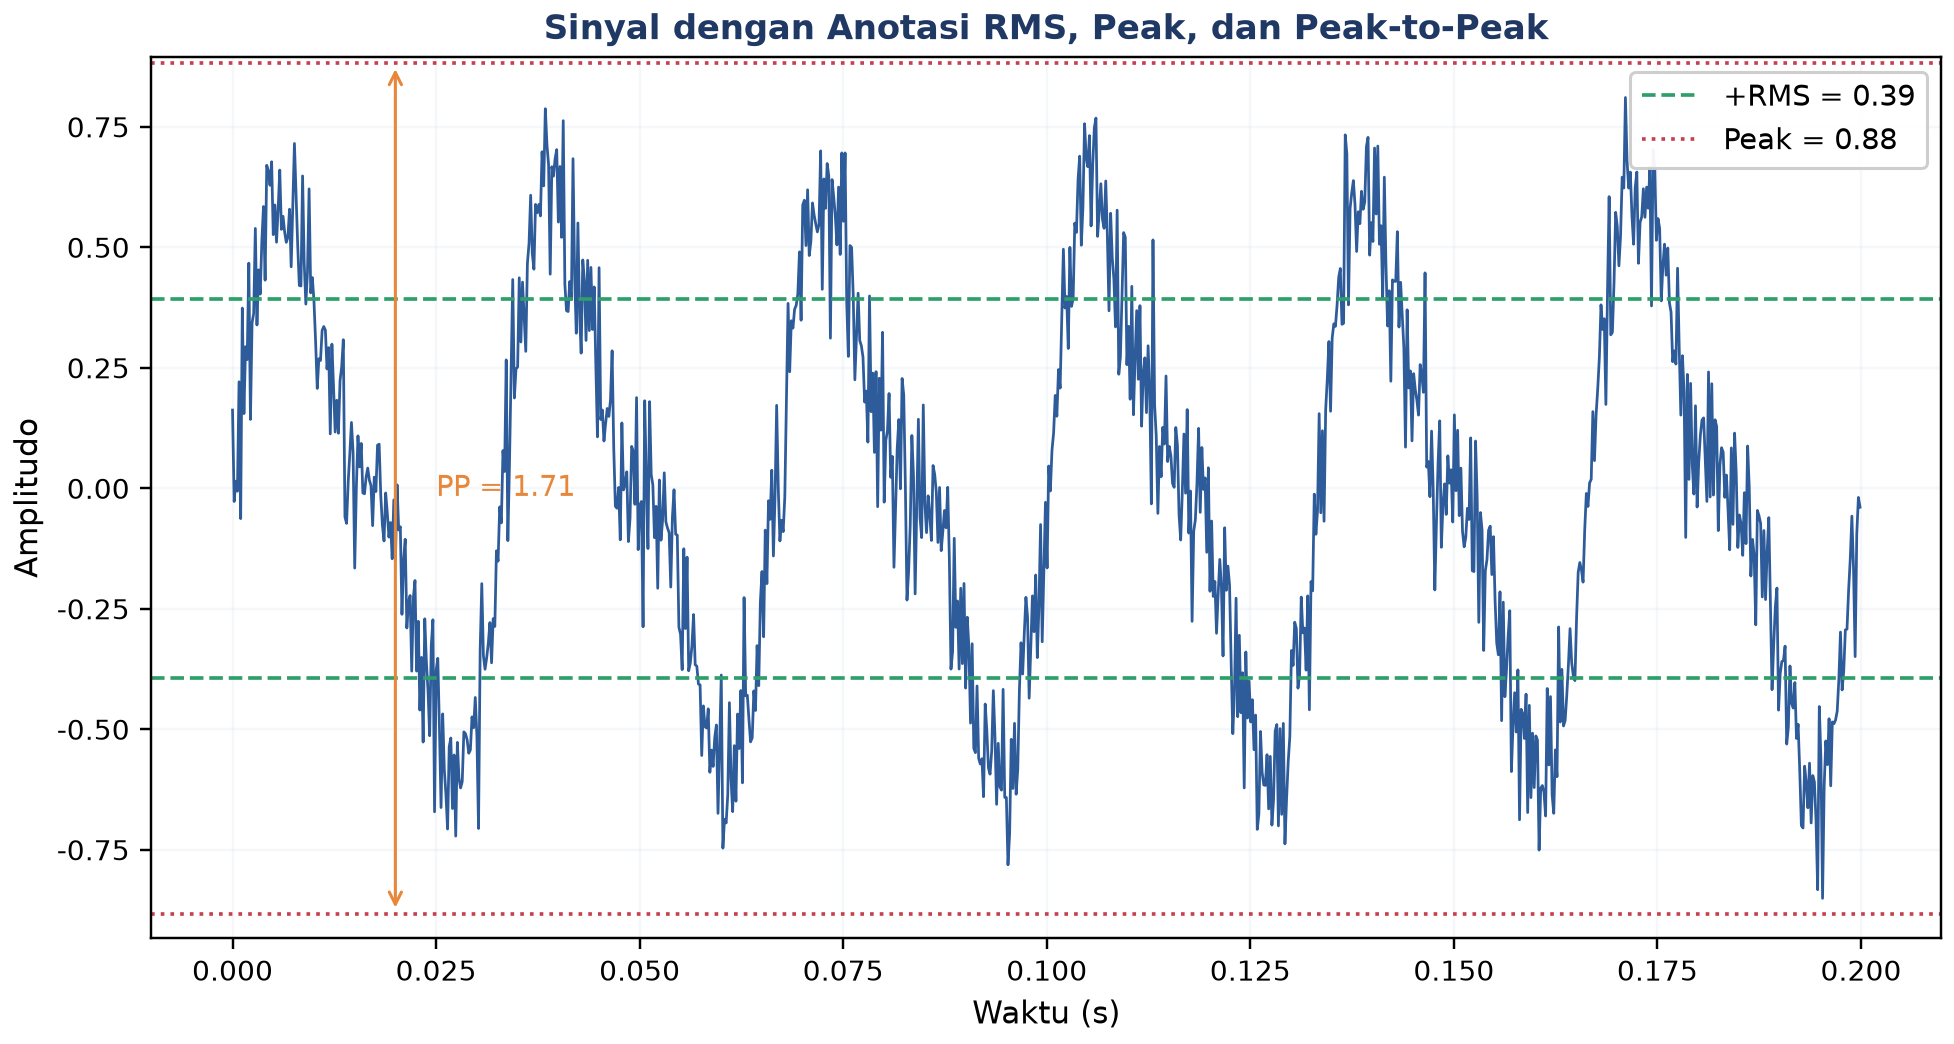 Sinyal dengan Anotasi RMS, Peak, dan Peak-to-Peak
+RMS = 0.39
Peak = 0.88
0.75
0.50
0.25
0.00
-0.25
-0.50
-0.75
Amplitudo
PP = 1.71
0.000 0.025 0.050 0.075 0.100 0.125 0.150 0.175 0.200
Waktu (s)